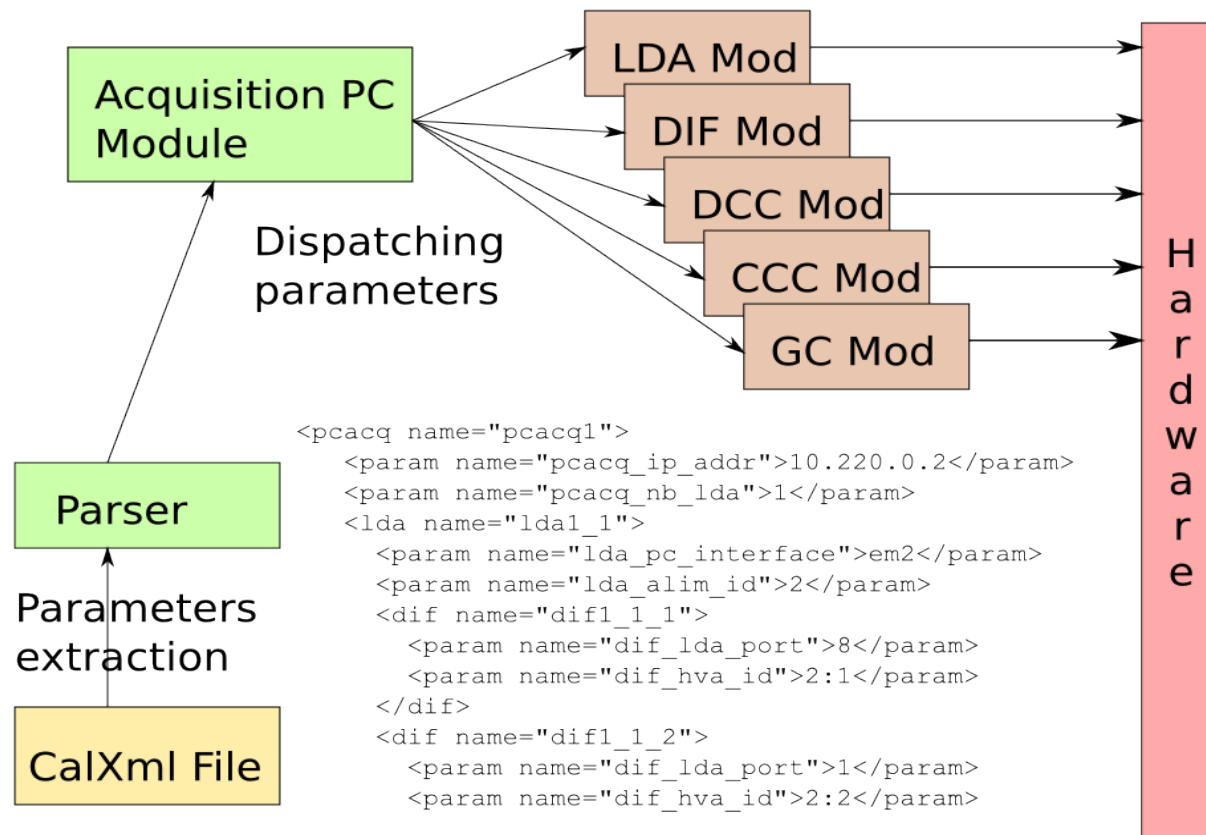 LDA Mod
Acquisition PC
Module
DIF Mod
DCC Mod
Dispatching
parameters
CCC Mod
GC Mod
Hardware
<pcacq name="pcacq1">
<param name="pcacq_ip_addr">10.220.0.2</param>
<param name="pcacq_nb_lda">1</param>
<lda name="lda1_1">
<param name="lda_pc_interface">em2</param>
<param name="lda_alim_id">2</param>
<dif name="dif1_1_1">
<param name="dif_lda_port">8</param>
<param name="dif_hva_id">2:1</param>
</dif>
<dif name="dif1_1_2">
<param name="dif_lda_port">1</param>
<param name="dif_hva_id">2:2</param>
Parser
Parameters
extraction
CalXml File